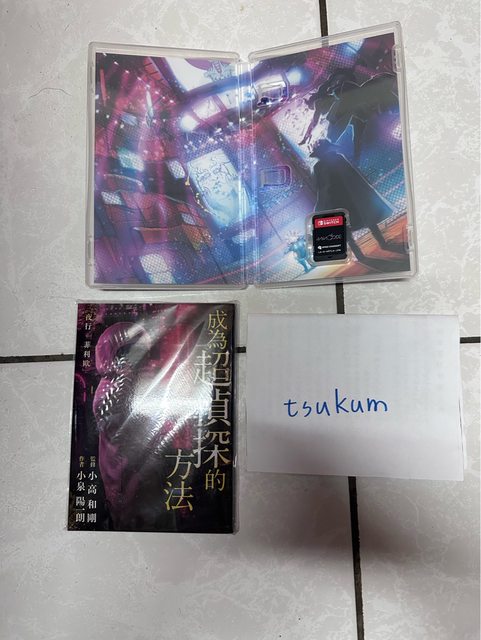 SWITCH
夜行 菲利歐
成為超偵探的方法
監修 小高和剛
作者 小泉陽一朗
tsukum